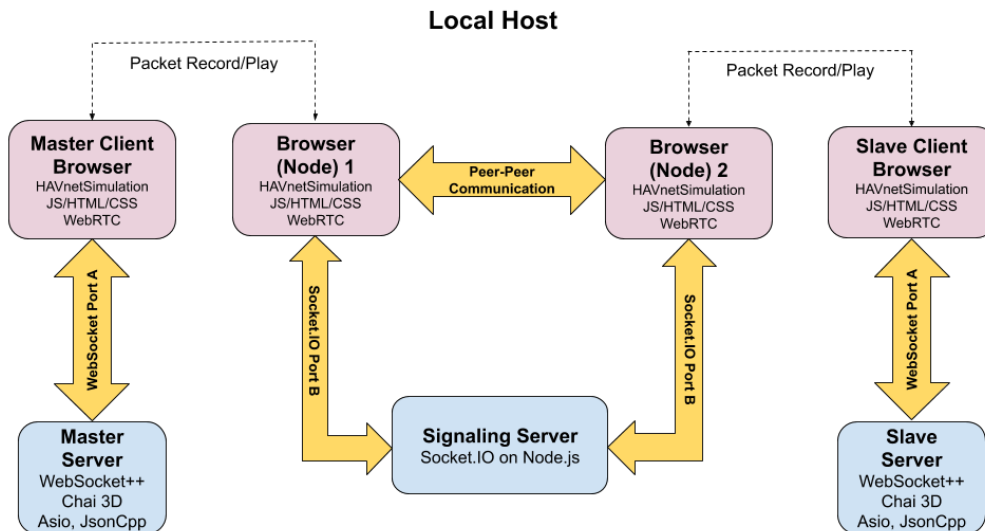 Local Host
Packet Record/Play
Packet Record/Play
Master Client
Browser
HAVnetSimulation
JS/HTML/CSS
WebRTC
Browser
(Node) 1
HAVnetSimulation
JS/HTML/CSS
WebRTC
Peer-Peer
Communication
Browser
(Node) 2
HAVnetSimulation
JS/HTML/CSS
WebRTC
Slave Client
Browser
HAVnetSimulation
JS/HTML/CSS
WebRTC
WebSocket Port A
Socket.IO Port B
Socket.IO Port B
WebSocket Port A
Master
Server
WebSocket++
Chai 3D
Asio, JsonCpp
Signaling Server
Socket.IO on Node.js
Slave
Server
WebSocket++
Chai 3D
Asio, JsonCpp